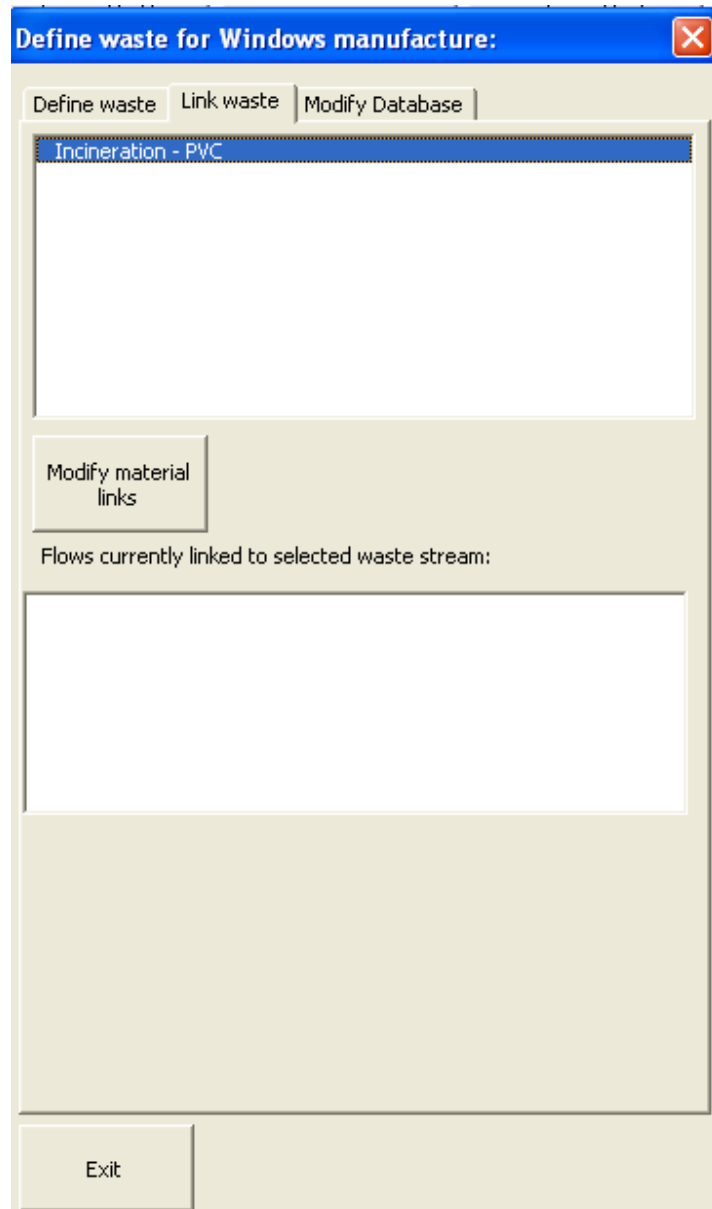 Define waste for Windows manufacture:
Define waste Link waste Modify Database
Incineration - PVC
Modify material
links
Flows currently linked to selected waste stream:
Exit